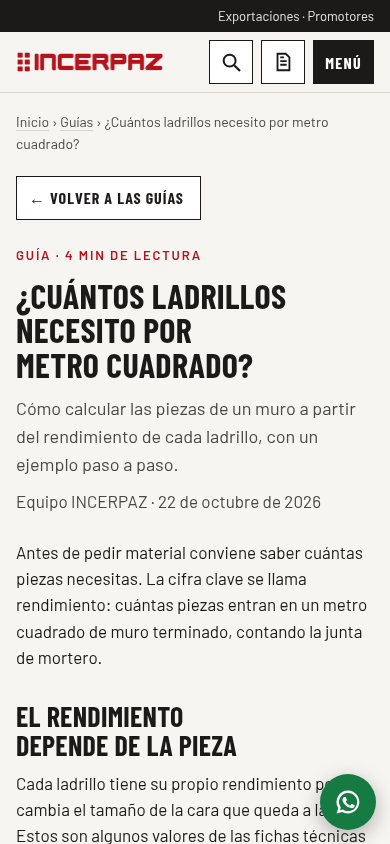 Exportaciones · Promotores
INCERPAZ
MENÚ
Inicio › Guías › ¿Cuántos ladrillos necesito por metro
cuadrado?
← VOLVER A LAS GUÍAS
GUÍA · 4 MIN DE LECTURA
¿CUÁNTOS LADRILLOS
NECESITO POR
METRO CUADRADO?
Cómo calcular las piezas de un muro a partir
del rendimiento de cada ladrillo, con un
ejemplo paso a paso.
Equipo INCERPAZ · 22 de octubre de 2026
Antes de pedir material conviene saber cuántas
piezas necesitas. La cifra clave se llama
rendimiento: cuántas piezas entran en un metro
cuadrado de muro terminado, contando la junta
de mortero.
EL RENDIMIENTO
DEPENDE DE LA PIEZA
Cada ladrillo tiene su propio rendimiento
cambia el tamaño de la cara que queda a
Estos son algunos valores de las fichas técnicas